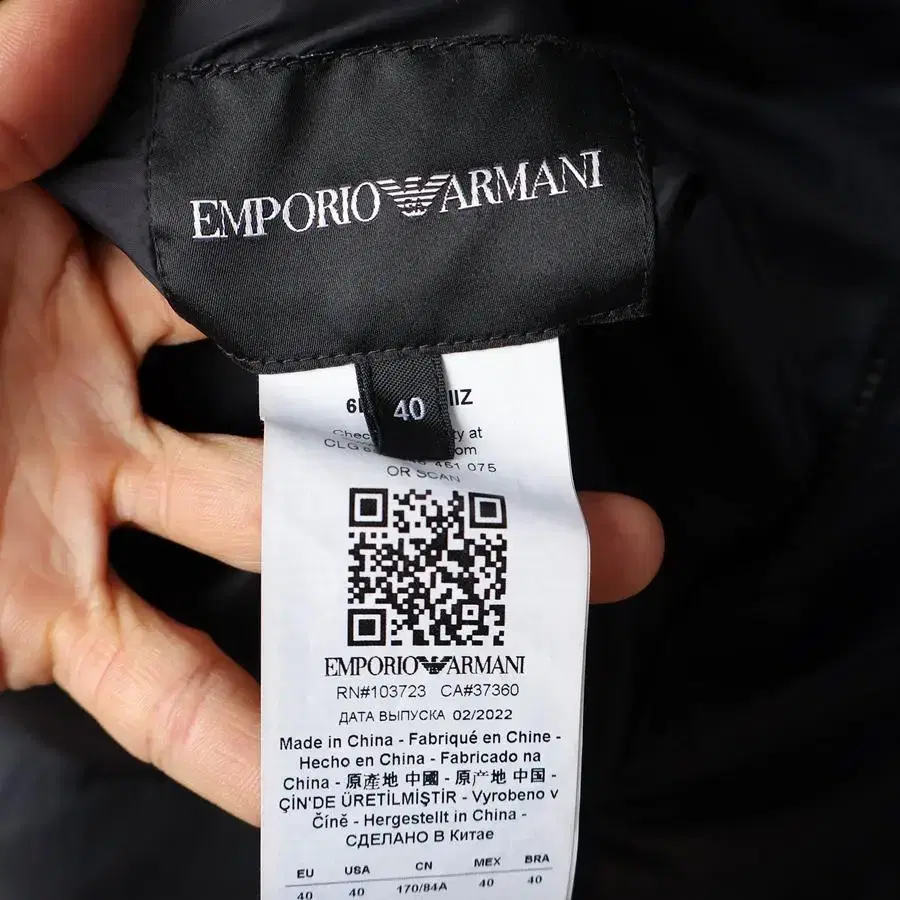 EMPORIO ARMANI
40
IIZ
at
OR SCAN
EMPORIO ARMANI
RN#103723 CA#37360
ДАТА ВЫПУСКА 02/2022
Made in China - Fabriqué en Chine -
Hecho en China - Fabricado na
China - 原產地 中國 - 原产地 中国 -
ÇİN'DE ÜRETİLMİŞTİR - Vyrobeno v
Číně - Hergestellt in China -
СДЕЛАНО В Китае
EU USA CN MEX BRA
40 40 170/84A 40 40